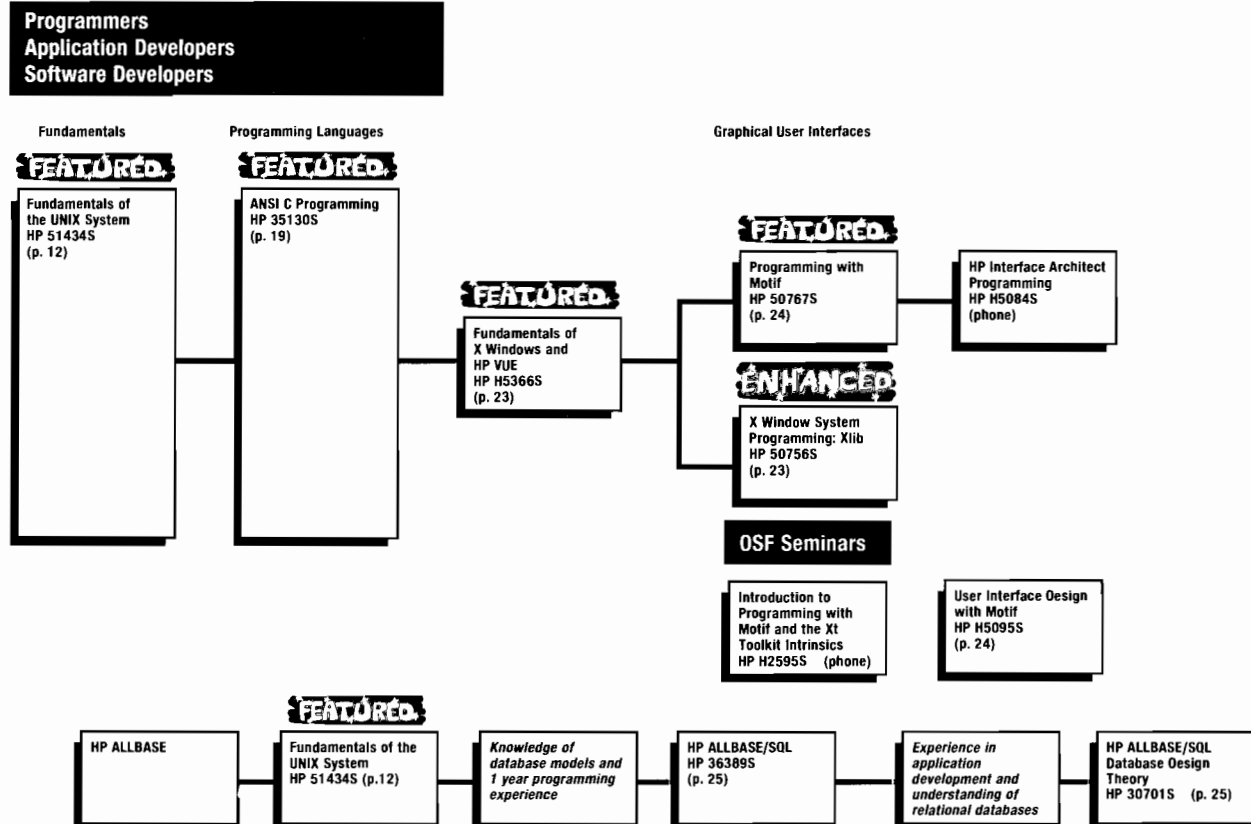 Programmers
Application Developers
Software Developers
Fundamentals
Programming Languages
Graphical User Interfaces
FEATURED
Fundamentals of
the UNIX System
HP 51434S
(p. 12)
FEATURED
ANSI C Programming
HP 35130S
(p. 19)
FEATURED
Fundamentals of
X Windows and
HP VUE
HP H5366S
(p. 23)
FEATURED
Programming with
Motif
HP 50767S
(p. 24)
HP Interface Architect
Programming
HP H5084S
(phone)
ENHANCED
X Window System
Programming: Xlib
HP 50756S
(p. 23)
OSF Seminars
Introduction to
Programming with
Motif and the Xt
Toolkit Intrinsics
HP H2595S (phone)
User Interface Oesign
with Motif
HP H5095S
(p. 24)
HP ALLBASE
FEATURED
Fundamentals of the
UNIX System
HP 51434S (p.12)
Knowledge of
database models and
1 year programming
experience
HP ALLBASE/SQL
HP 36389S
(p. 25)
Experience in
application
development and
understanding of
relational databases
HP ALLBASE/SQL
Database Oesign
Theory
HP 30701S (p. 25)